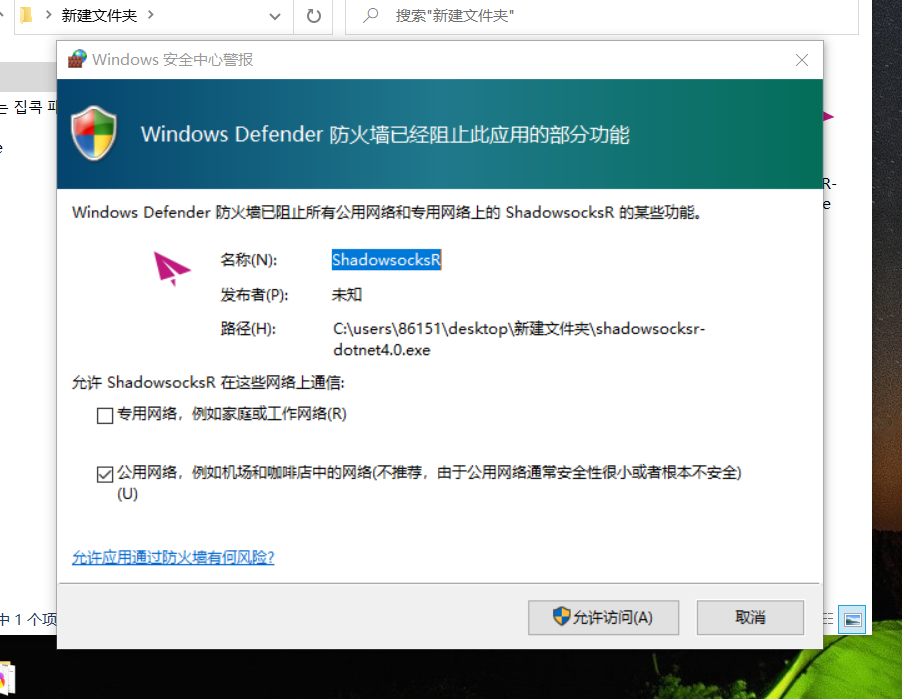 新建文件夹
搜索"新建文件夹"
Windows 安全中心警报
는 집콕 파
Windows Defender 防火墙已经阻止此应用的部分功能
e
R-
e
Windows Defender 防火墙已阻止所有公用网络和专用网络上的 ShadowsocksR 的某些功能。
名称(N): ShadowsocksR
发布者(P): 未知
路径(H): C:\users\86151\desktop\新建文件夹\shadowsocksr-
dotnet4.0.exe
允许 ShadowsocksR 在这些网络上通信:
专用网络，例如家庭或工作网络(R)
公用网络，例如机场和咖啡店中的网络(不推荐，由于公用网络通常安全性很小或者根本不安全)
(U)
允许应用通过防火墙有何风险?
中 1 个项
允许访问(A) 取消